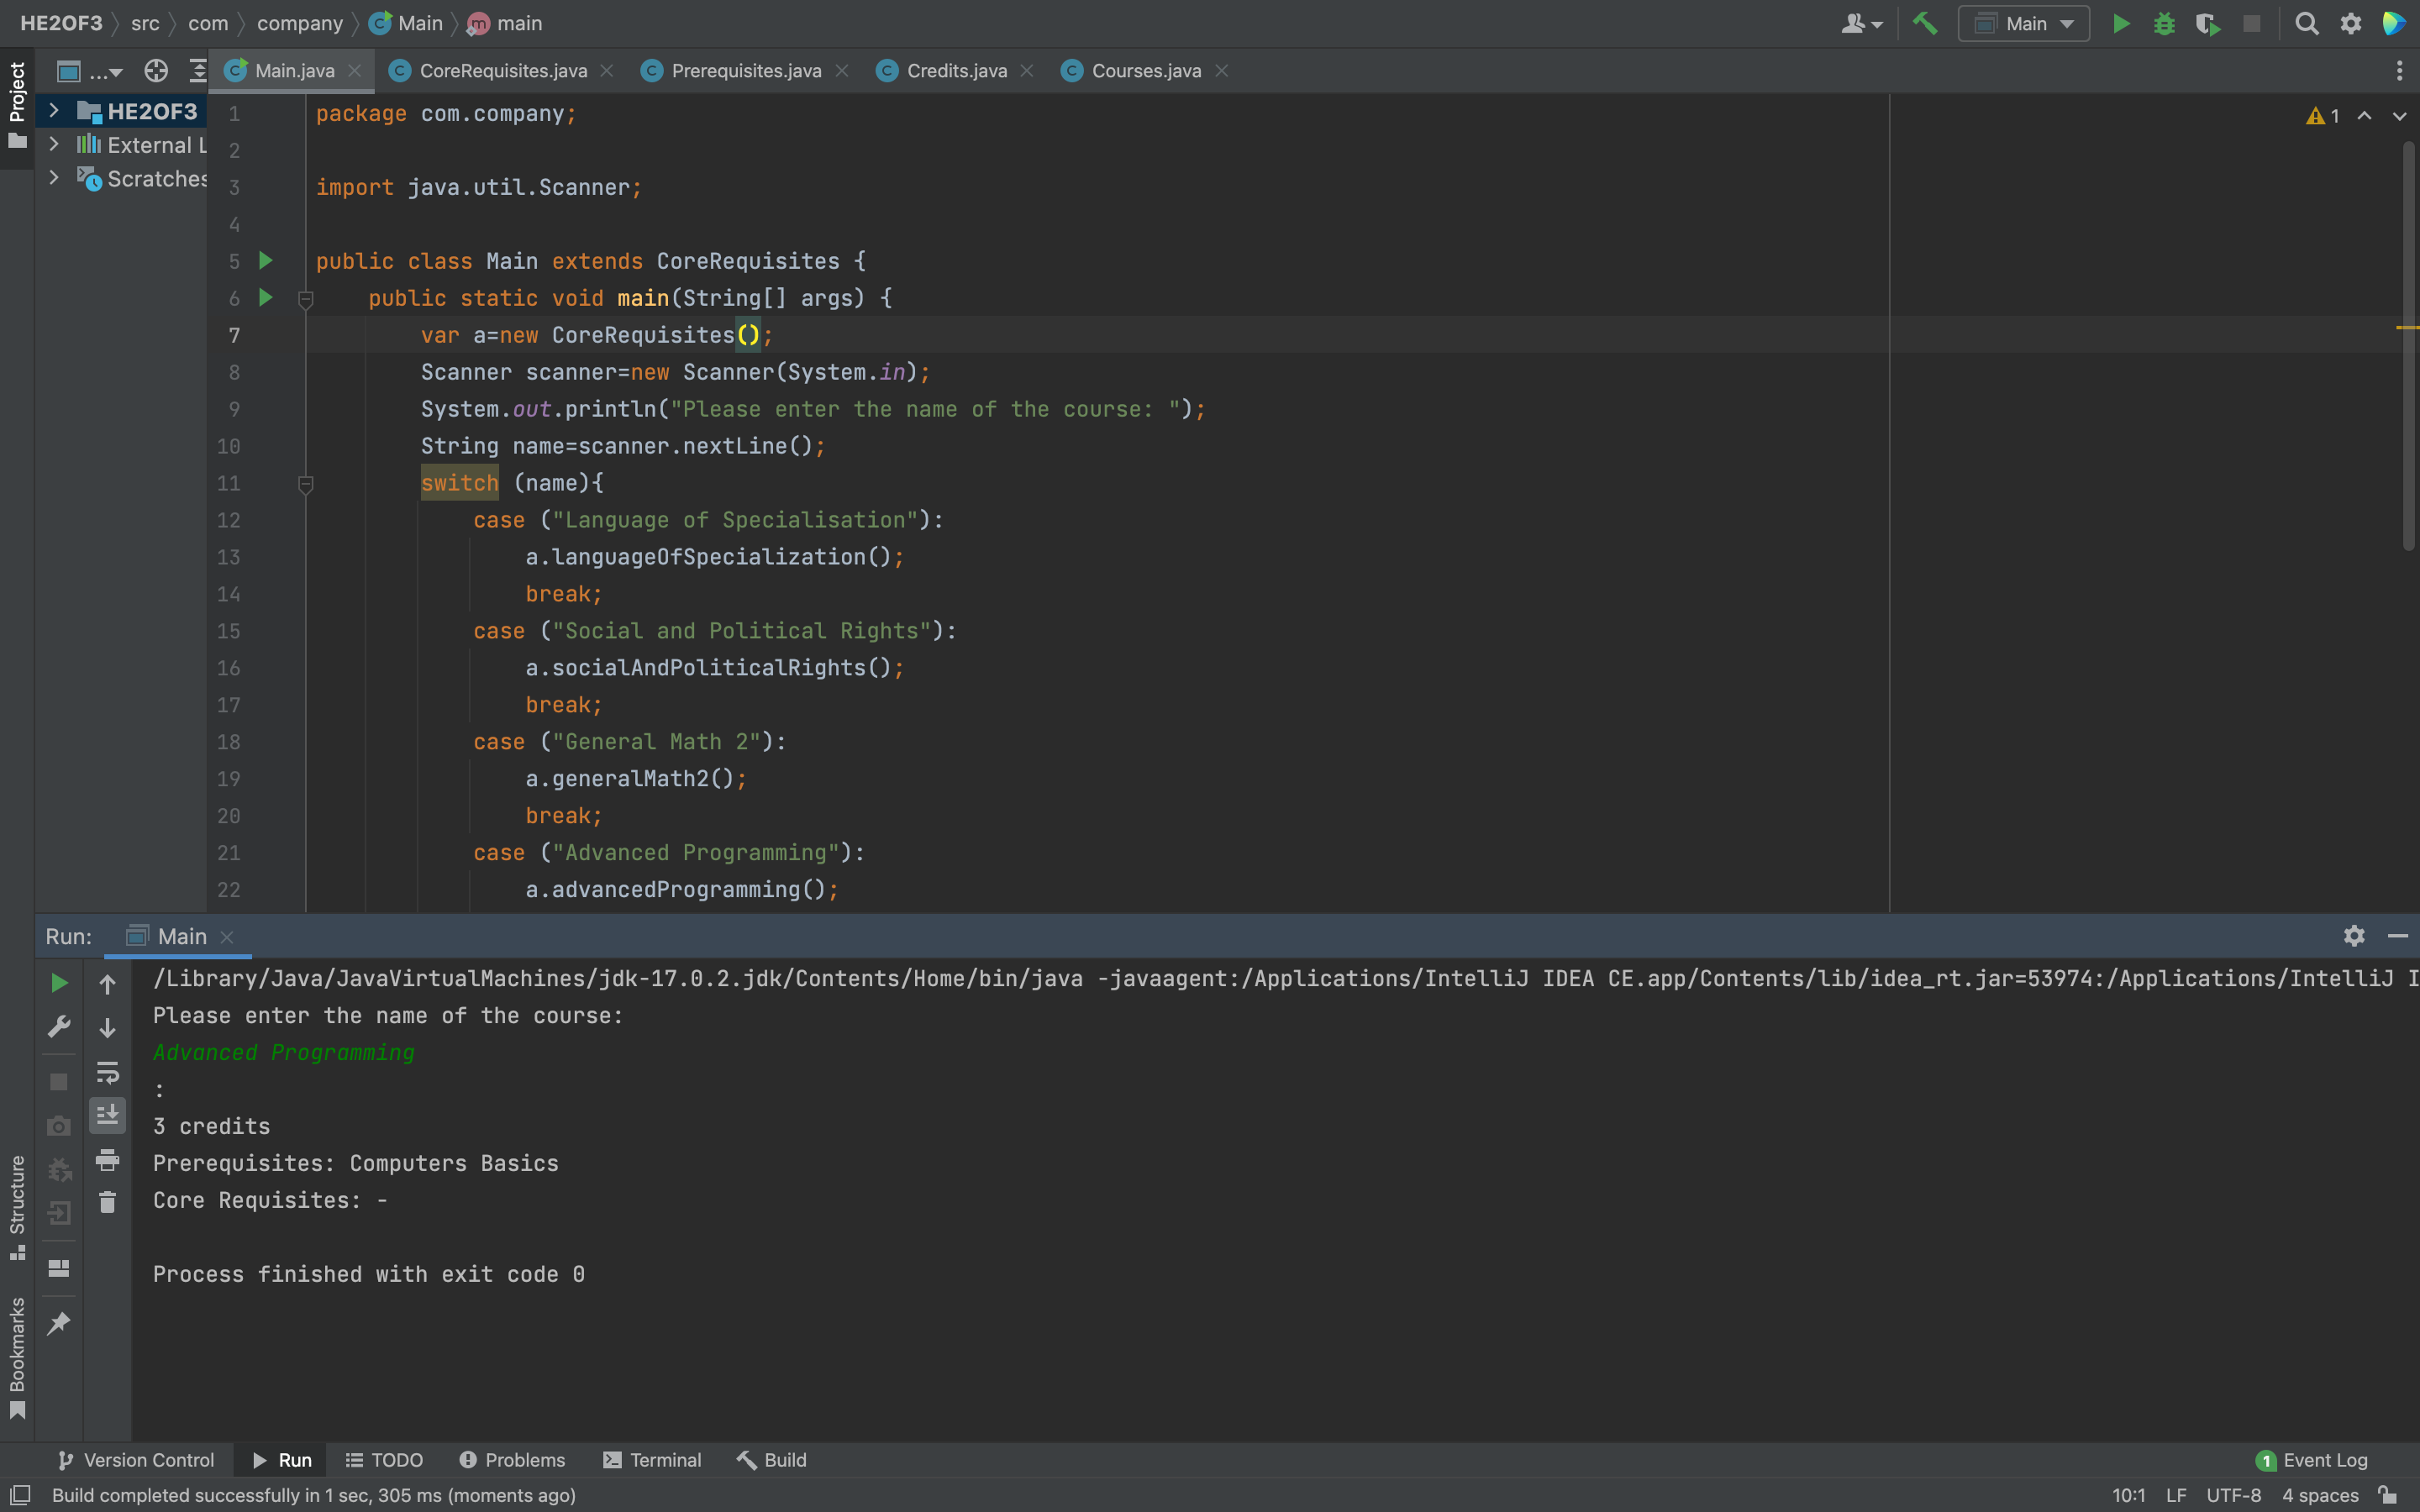 HE2OF3 src com company Main main
Main
Project
...
Main.java CoreRequisites.java Prerequisites.java Credits.java Courses.java
HE2OF3
External L
Scratches
1 package com.company;
1
2
3 import java.util.Scanner;
4
5 public class Main extends CoreRequisites {
6 public static void main(String[] args) {
7 var a=new CoreRequisites();
8 Scanner scanner=new Scanner(System.in);
9 System.out.println("Please enter the name of the course: ");
10 String name=scanner.nextLine();
11 switch (name){
12 case ("Language of Specialisation"):
13 a.languageOfSpecialization();
14 break;
15 case ("Social and Political Rights"):
16 a.socialAndPoliticalRights();
17 break;
18 case ("General Math 2"):
19 a.generalMath2();
20 break;
21 case ("Advanced Programming"):
22 a.advancedProgramming();
Run: Main
/Library/Java/JavaVirtualMachines/jdk-17.0.2.jdk/Contents/Home/bin/java -javaagent:/Applications/IntelliJ IDEA CE.app/Contents/lib/idea_rt.jar=53974:/Applications/IntelliJ I
Please enter the name of the course:
Advanced Programming
:
3 credits
Prerequisites: Computers Basics
Core Requisites: -
Process finished with exit code 0
Structure
Bookmarks
Version Control Run TODO Problems Terminal Build 1 Event Log
Build completed successfully in 1 sec, 305 ms (moments ago) 10:1 LF UTF-8 4 spaces